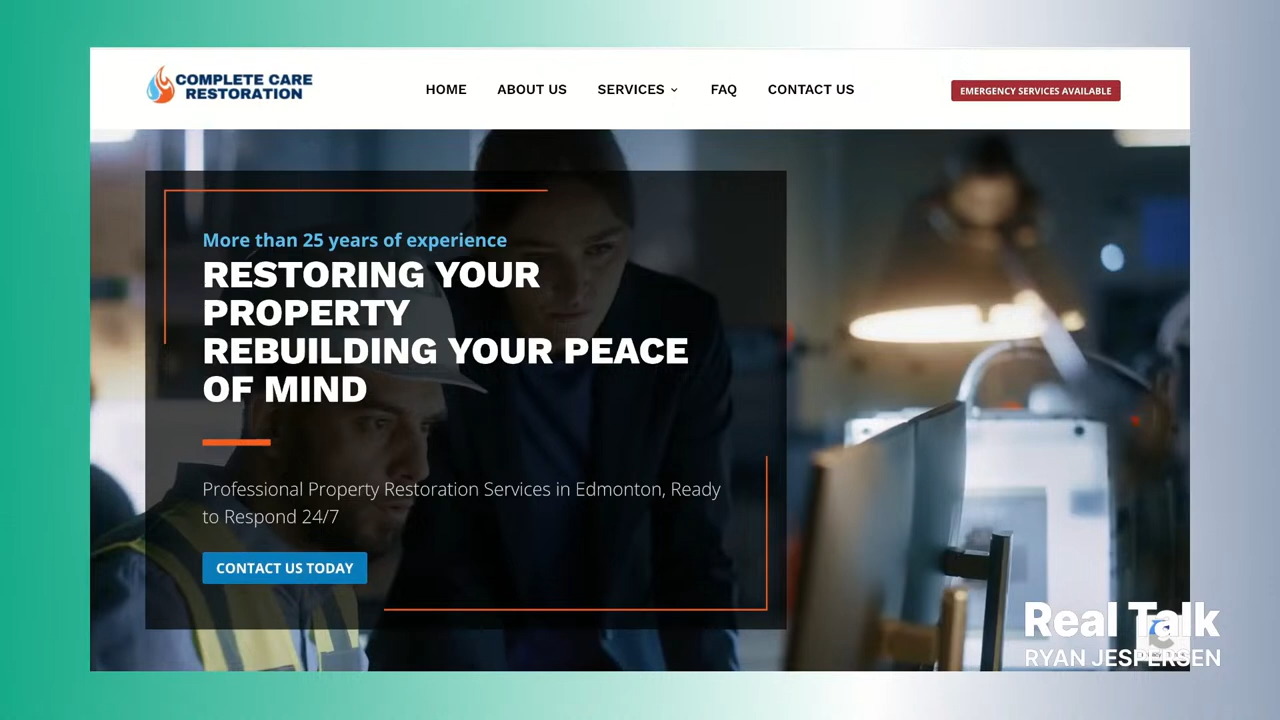 COMPLETE CARE
RESTORATION
HOME
ABOUT US
SERVICES
FAQ
CONTACT US
EMERGENCY SERVICES AVAILABLE
More than 25 years of experience
RESTORING YOUR
PROPERTY
REBUILDING YOUR PEACE
OF MIND
Professional Property Restoration Services in Edmonton, Ready
to Respond 24/7
CONTACT US TODAY
Real Talk
RYAN JESPERSEN